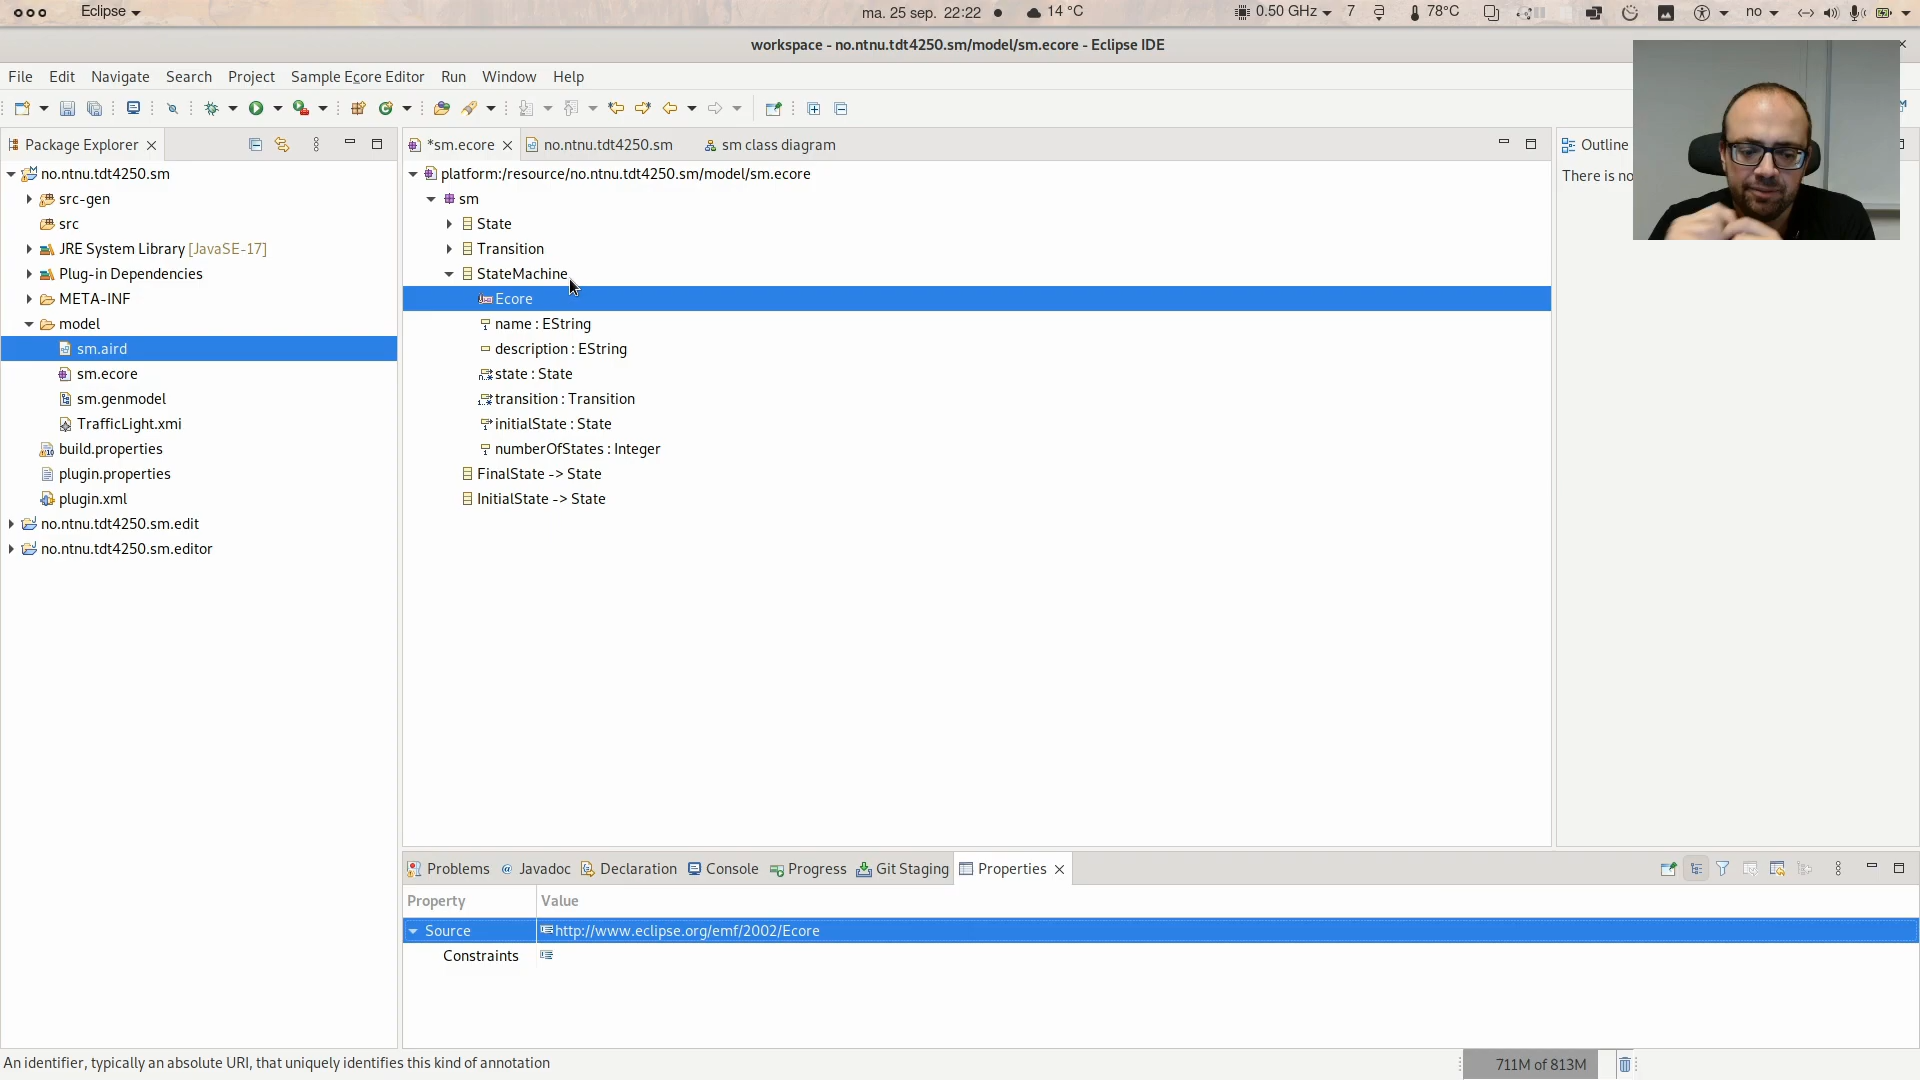 Eclipse
ma. 25 sep. 22:22
14 °C
0.50 GHz
7
78°C
no
workspace - no.ntnu.tdt4250.sm/model/sm.ecore - Eclipse IDE
File Edit Navigate Search Project Sample Ecore Editor Run Window Help
Package Explorer
*sm.ecore
no.ntnu.tdt4250.sm
sm class diagram
Outline
There is no
no.ntnu.tdt4250.sm
src-gen
src
JRE System Library [JavaSE-17]
Plug-in Dependencies
META-INF
model
sm.aird
sm.ecore
sm.genmodel
TrafficLight.xmi
build.properties
plugin.properties
plugin.xml
no.ntnu.tdt4250.sm.edit
no.ntnu.tdt4250.sm.editor
platform:/resource/no.ntnu.tdt4250.sm/model/sm.ecore
sm
State
Transition
StateMachine
Ecore
name : EString
description : EString
state : State
transition : Transition
initialState : State
numberOfStates : Integer
FinalState -> State
InitialState -> State
Problems
Javadoc
Declaration
Console
Progress
Git Staging
Properties
Property Value
Source http://www.eclipse.org/emf/2002/Ecore
Constraints
An identifier, typically an absolute URI, that uniquely identifies this kind of annotation
711M of 813M